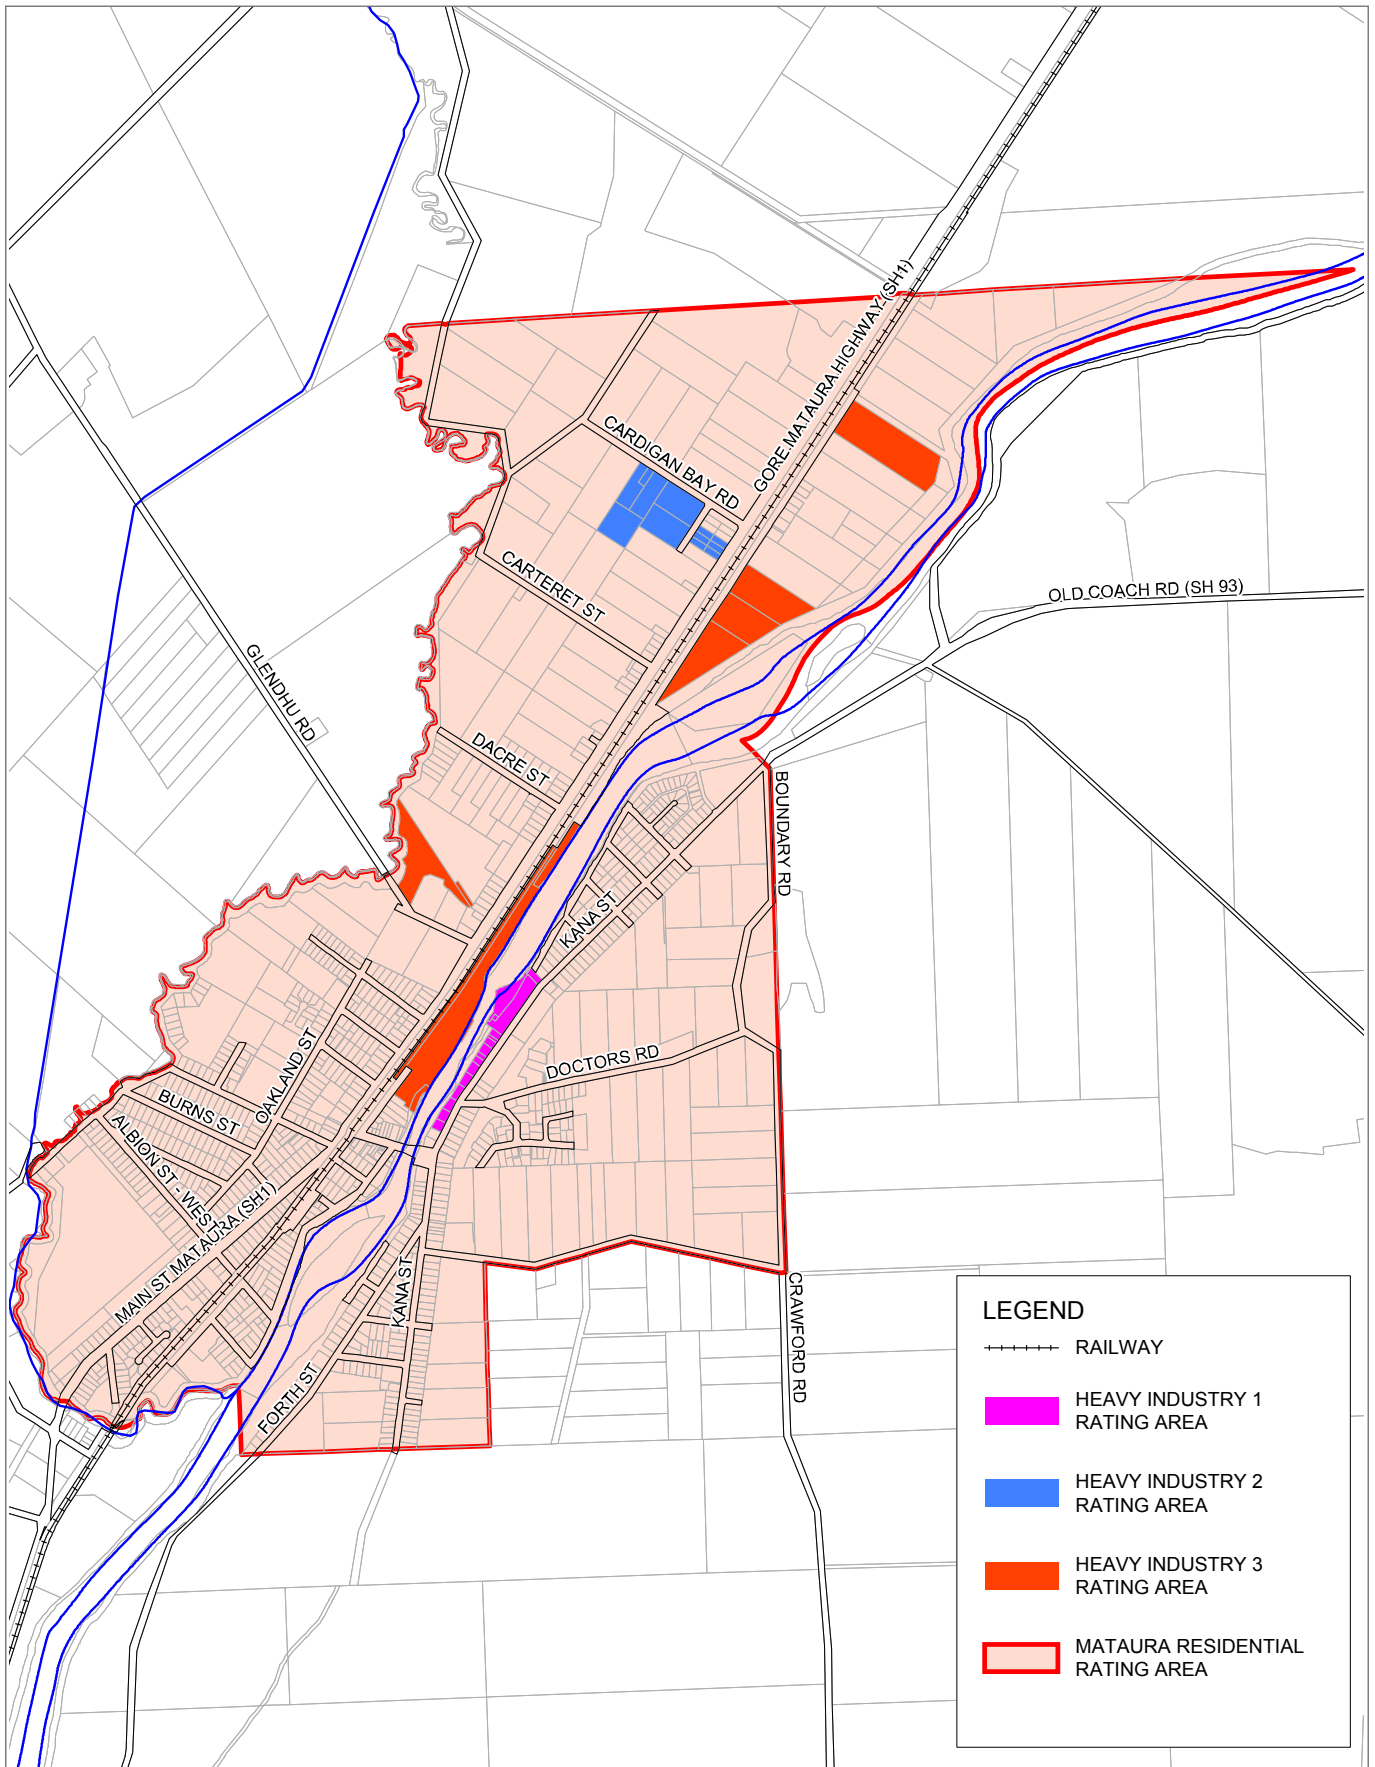 GORE MATAURA HIGHWAY (SH1)
CARDIGAN BAY RD
CARTERET ST
OLD COACH RD (SH 93)
GLENDHU RD
DACRE ST
BOUNDARY RD
KANA ST
OAKLAND ST
DOCTORS RD
BURNS ST
ALBION ST - WEST
MAIN ST MATAURA (SH1)
KANA ST
FORTH ST
CRAWFORD RD
LEGEND
RAILWAY
HEAVY INDUSTRY 1
RATING AREA
HEAVY INDUSTRY 2
RATING AREA
HEAVY INDUSTRY 3
RATING AREA
MATAURA RESIDENTIAL
RATING AREA